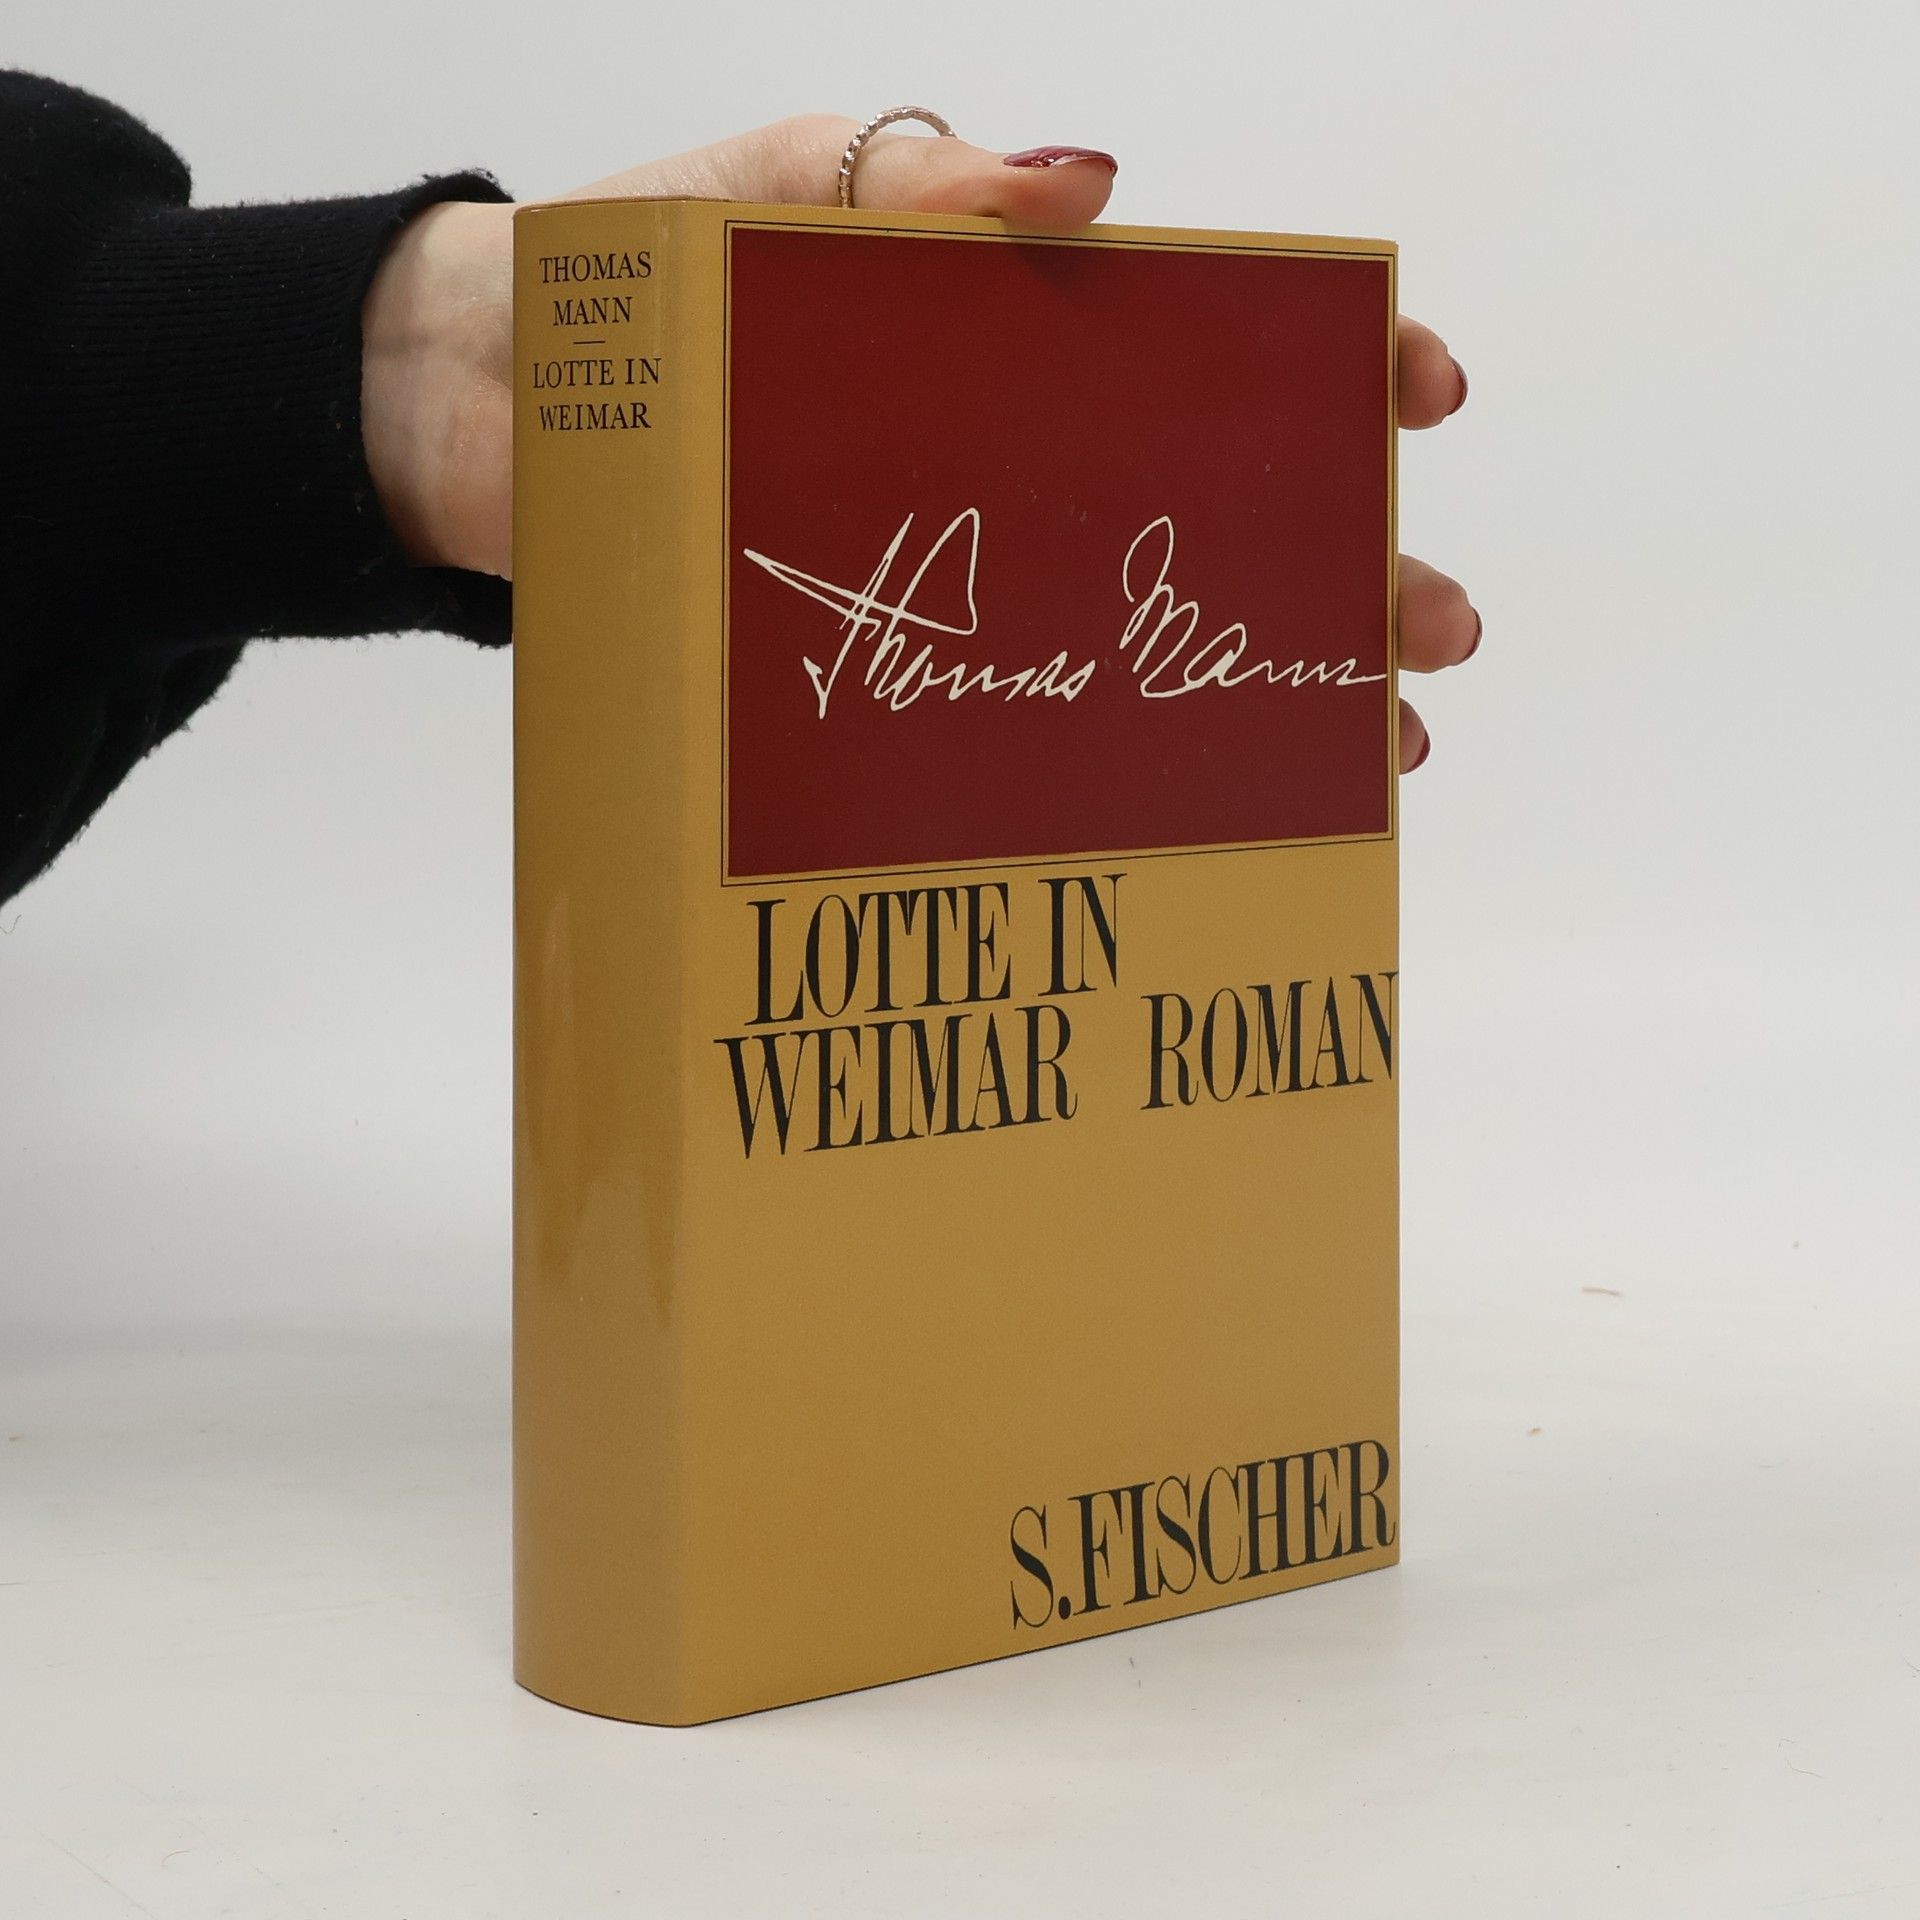 THOMAS
MANN
LOTTE IN
WEIMAR
Thomas Mann
LOTTE IN
WEIMAR ROMAN
S.FISCHER